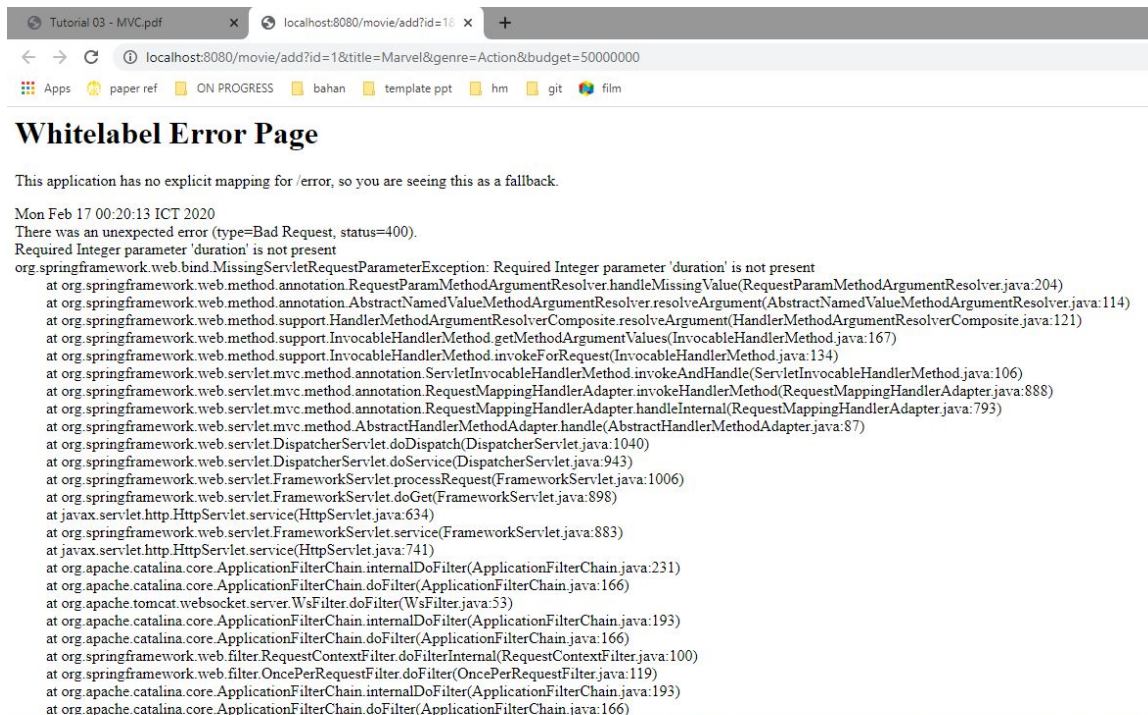 Tutorial 03 - MVC.pdf
localhost:8080/movie/add?id=18
localhost:8080/movie/add?id=1&title=Marvel&genre=Action&budget=50000000
Apps paper ref ON PROGRESS bahan template ppt hm git film
Whitelabel Error Page
This application has no explicit mapping for /error, so you are seeing this as a fallback.
Mon Feb 17 00:20:13 ICT 2020
There was an unexpected error (type=Bad Request, status=400).
Required Integer parameter 'duration' is not present
org.springframework.web.bind.MissingServletRequestParameterException: Required Integer parameter 'duration' is not present
at org.springframework.web.method.annotation.RequestParamMethodArgumentResolver.handleMissingValue(RequestParamMethodArgumentResolver.java:204)
at org.springframework.web.method.annotation.AbstractNamedValueMethodArgumentResolver.resolveArgument(AbstractNamedValueMethodArgumentResolver.java:114)
at org.springframework.web.method.support.HandlerMethodArgumentResolverComposite.resolveArgument(HandlerMethodArgumentResolverComposite.java:121)
at org.springframework.web.method.support.InvocableHandlerMethod.getMethodArgumentValues(InvocableHandlerMethod.java:167)
at org.springframework.web.method.support.InvocableHandlerMethod.invokeForRequest(InvocableHandlerMethod.java:134)
at org.springframework.web.servlet.mvc.method.annotation.ServletInvocableHandlerMethod.invokeAndHandle(ServletInvocableHandlerMethod.java:106)
at org.springframework.web.servlet.mvc.method.annotation.RequestMappingHandlerAdapter.invokeHandlerMethod(RequestMappingHandlerAdapter.java:888)
at org.springframework.web.servlet.mvc.method.annotation.RequestMappingHandlerAdapter.handleInternal(RequestMappingHandlerAdapter.java:793)
at org.springframework.web.servlet.mvc.method.AbstractHandlerMethodAdapter.handle(AbstractHandlerMethodAdapter.java:87)
at org.springframework.web.servlet.DispatcherServlet.doDispatch(DispatcherServlet.java:1040)
at org.springframework.web.servlet.DispatcherServlet.doService(DispatcherServlet.java:943)
at org.springframework.web.servlet.FrameworkServlet.processRequest(FrameworkServlet.java:1006)
at org.springframework.web.servlet.FrameworkServlet.doGet(FrameworkServlet.java:898)
at javax.servlet.http.HttpServlet.service(HttpServlet.java:634)
at org.springframework.web.servlet.FrameworkServlet.service(FrameworkServlet.java:883)
at javax.servlet.http.HttpServlet.service(HttpServlet.java:741)
at org.apache.catalina.core.ApplicationFilterChain.internalDoFilter(ApplicationFilterChain.java:231)
at org.apache.catalina.core.ApplicationFilterChain.doFilter(ApplicationFilterChain.java:166)
at org.apache.tomcat.websocket.server.WsFilter.doFilter(WsFilter.java:53)
at org.apache.catalina.core.ApplicationFilterChain.internalDoFilter(ApplicationFilterChain.java:193)
at org.apache.catalina.core.ApplicationFilterChain.doFilter(ApplicationFilterChain.java:166)
at org.springframework.web.filter.RequestContextFilter.doFilterInternal(RequestContextFilter.java:100)
at org.springframework.web.filter.OncePerRequestFilter.doFilter(OncePerRequestFilter.java:119)
at org.apache.catalina.core.ApplicationFilterChain.internalDoFilter(ApplicationFilterChain.java:193)
at org.apache.catalina.core.ApplicationFilterChain.doFilter(ApplicationFilterChain.java:166)